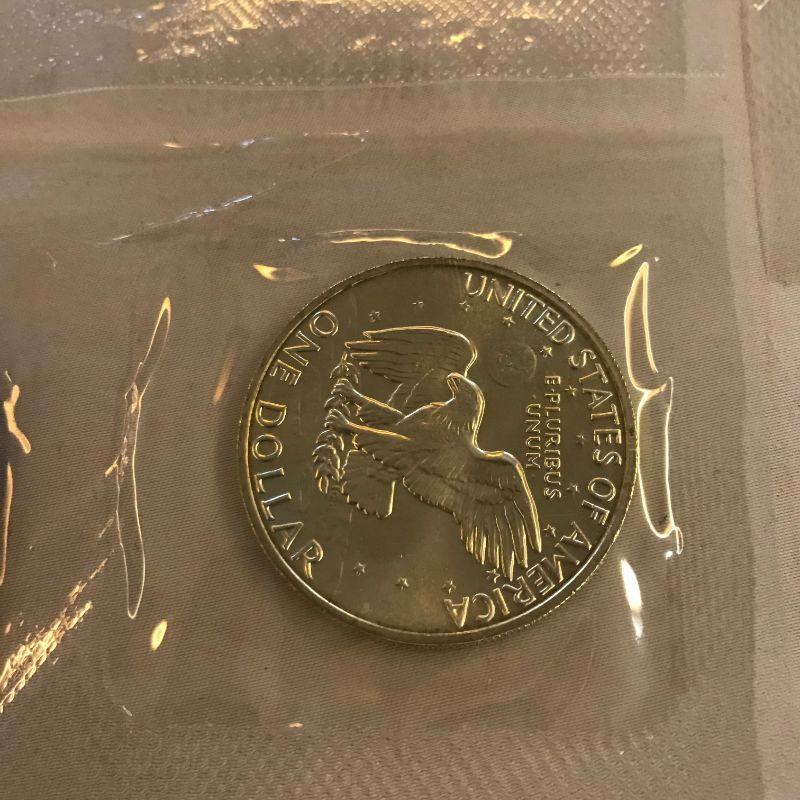 UNITED STATES OF AMERICA
E·PLURIBUS
UNUM
ONE DOLLAR